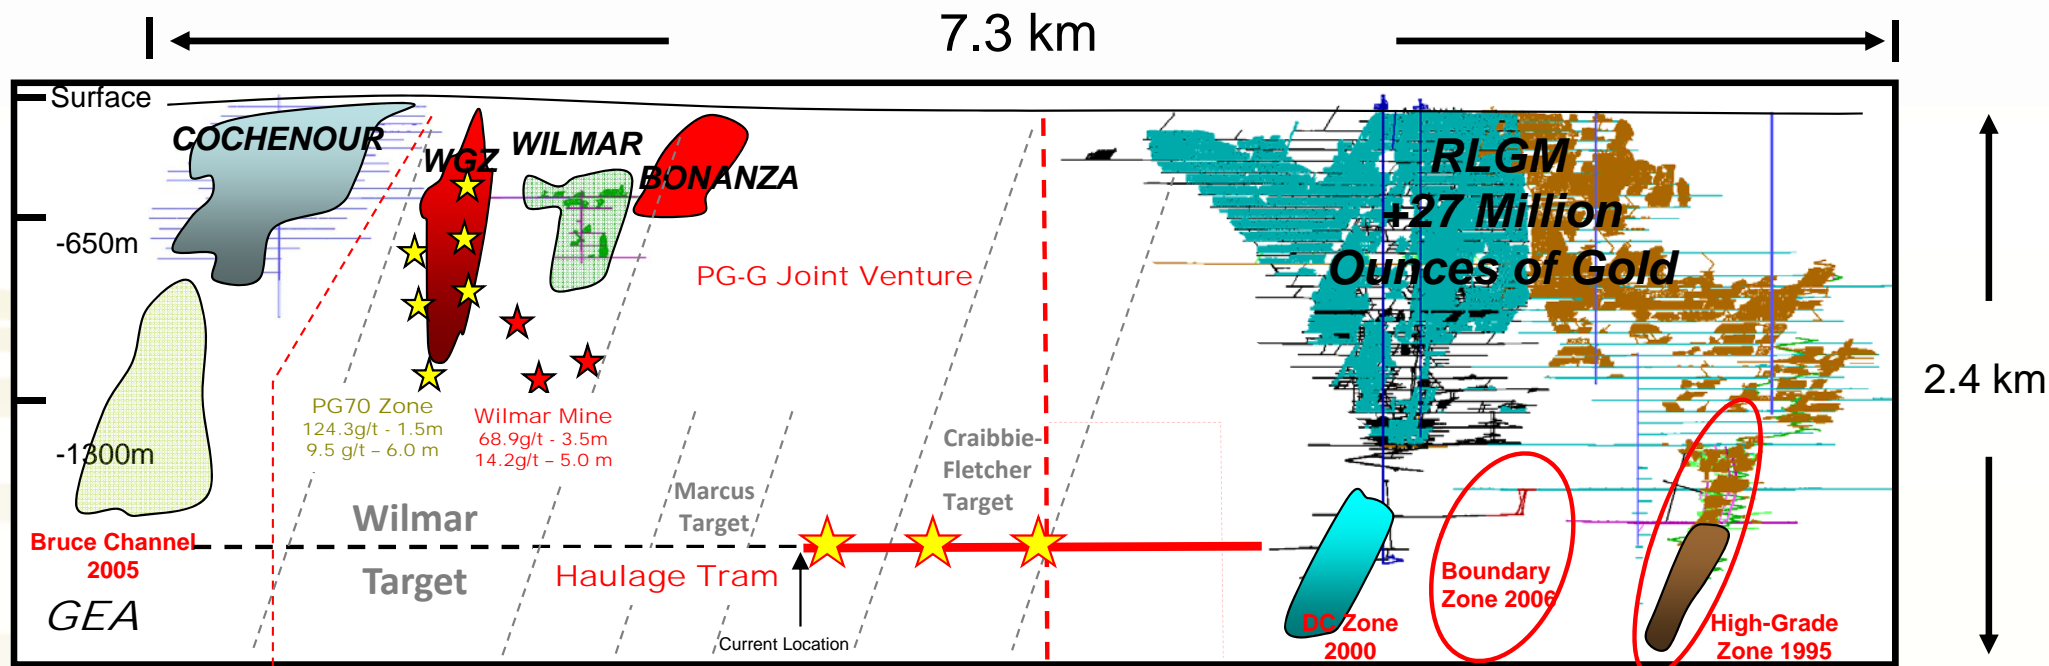 7.3 km
Surface
COCHENOUR
WGZ
WILMAR
BONANZA
RLGM
+27 Million
Ounces of Gold
-650m
PG-G Joint Venture
2.4 km
PG70 Zone
124.3g/t - 1.5m
9.5 g/t – 6.0 m
Wilmar Mine
68.9g/t - 3.5m
14.2g/t – 5.0 m
-1300m
Craibbie-
Fletcher
Target
Marcus
Target
Wilmar
Target
Bruce Channel
2005
Haulage Tram
GEA
Current Location
DC Zone
2000
Boundary
Zone 2006
High-Grade
Zone 1995